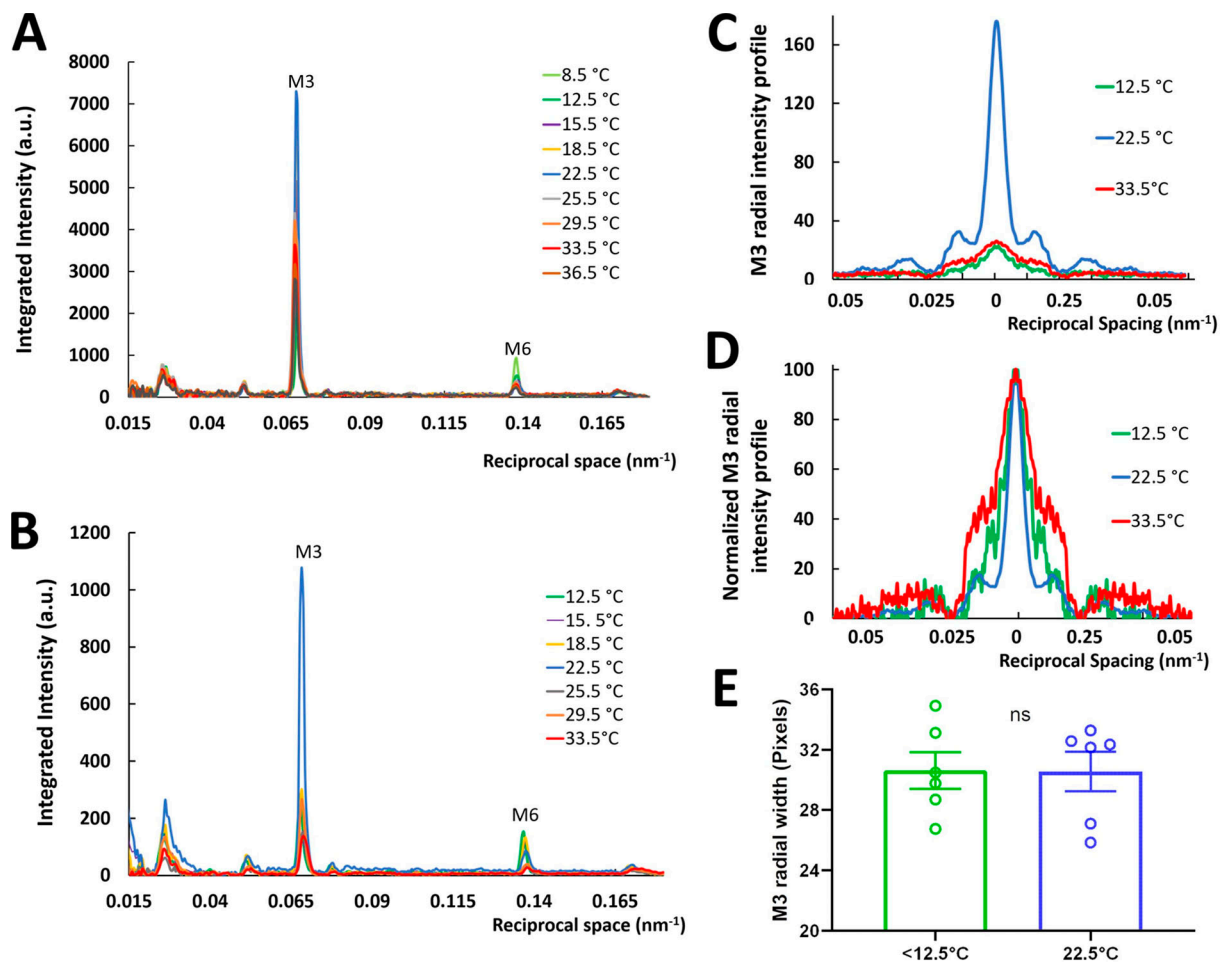 A
8000
7000
6000
5000
4000
3000
2000
1000
0
Integrated Intensity (a.u.)
M3
M6
8.5 °C
12.5 °C
15.5 °C
18.5 °C
22.5 °C
25.5 °C
29.5 °C
33.5 °C
36.5 °C
0.015 0.04 0.065 0.09 0.115 0.14 0.165
Reciprocal space (nm-1)
B
1200
1000
800
600
400
200
0
Integrated Intensity (a.u.)
M3
M6
12.5 °C
15. 5°C
18.5 °C
22.5 °C
25.5 °C
29.5 °C
33.5°C
0.015 0.04 0.065 0.09 0.115 0.14 0.165
Reciprocal space (nm-1)
C
160
120
80
40
0
M3 radial intensity profile
12.5 °C
22.5 °C
33.5°C
0.05 0.025 0 0.25 0.05
Reciprocal Spacing (nm-1)
D
100
80
60
40
20
0
Normalized M3 radial
intensity profile
12.5 °C
22.5 °C
33.5°C
0.05 0.025 0 0.25 0.05
Reciprocal Spacing (nm-1)
E
36
32
28
24
20
M3 radial width (Pixels)
ns
<12.5°C 22.5°C